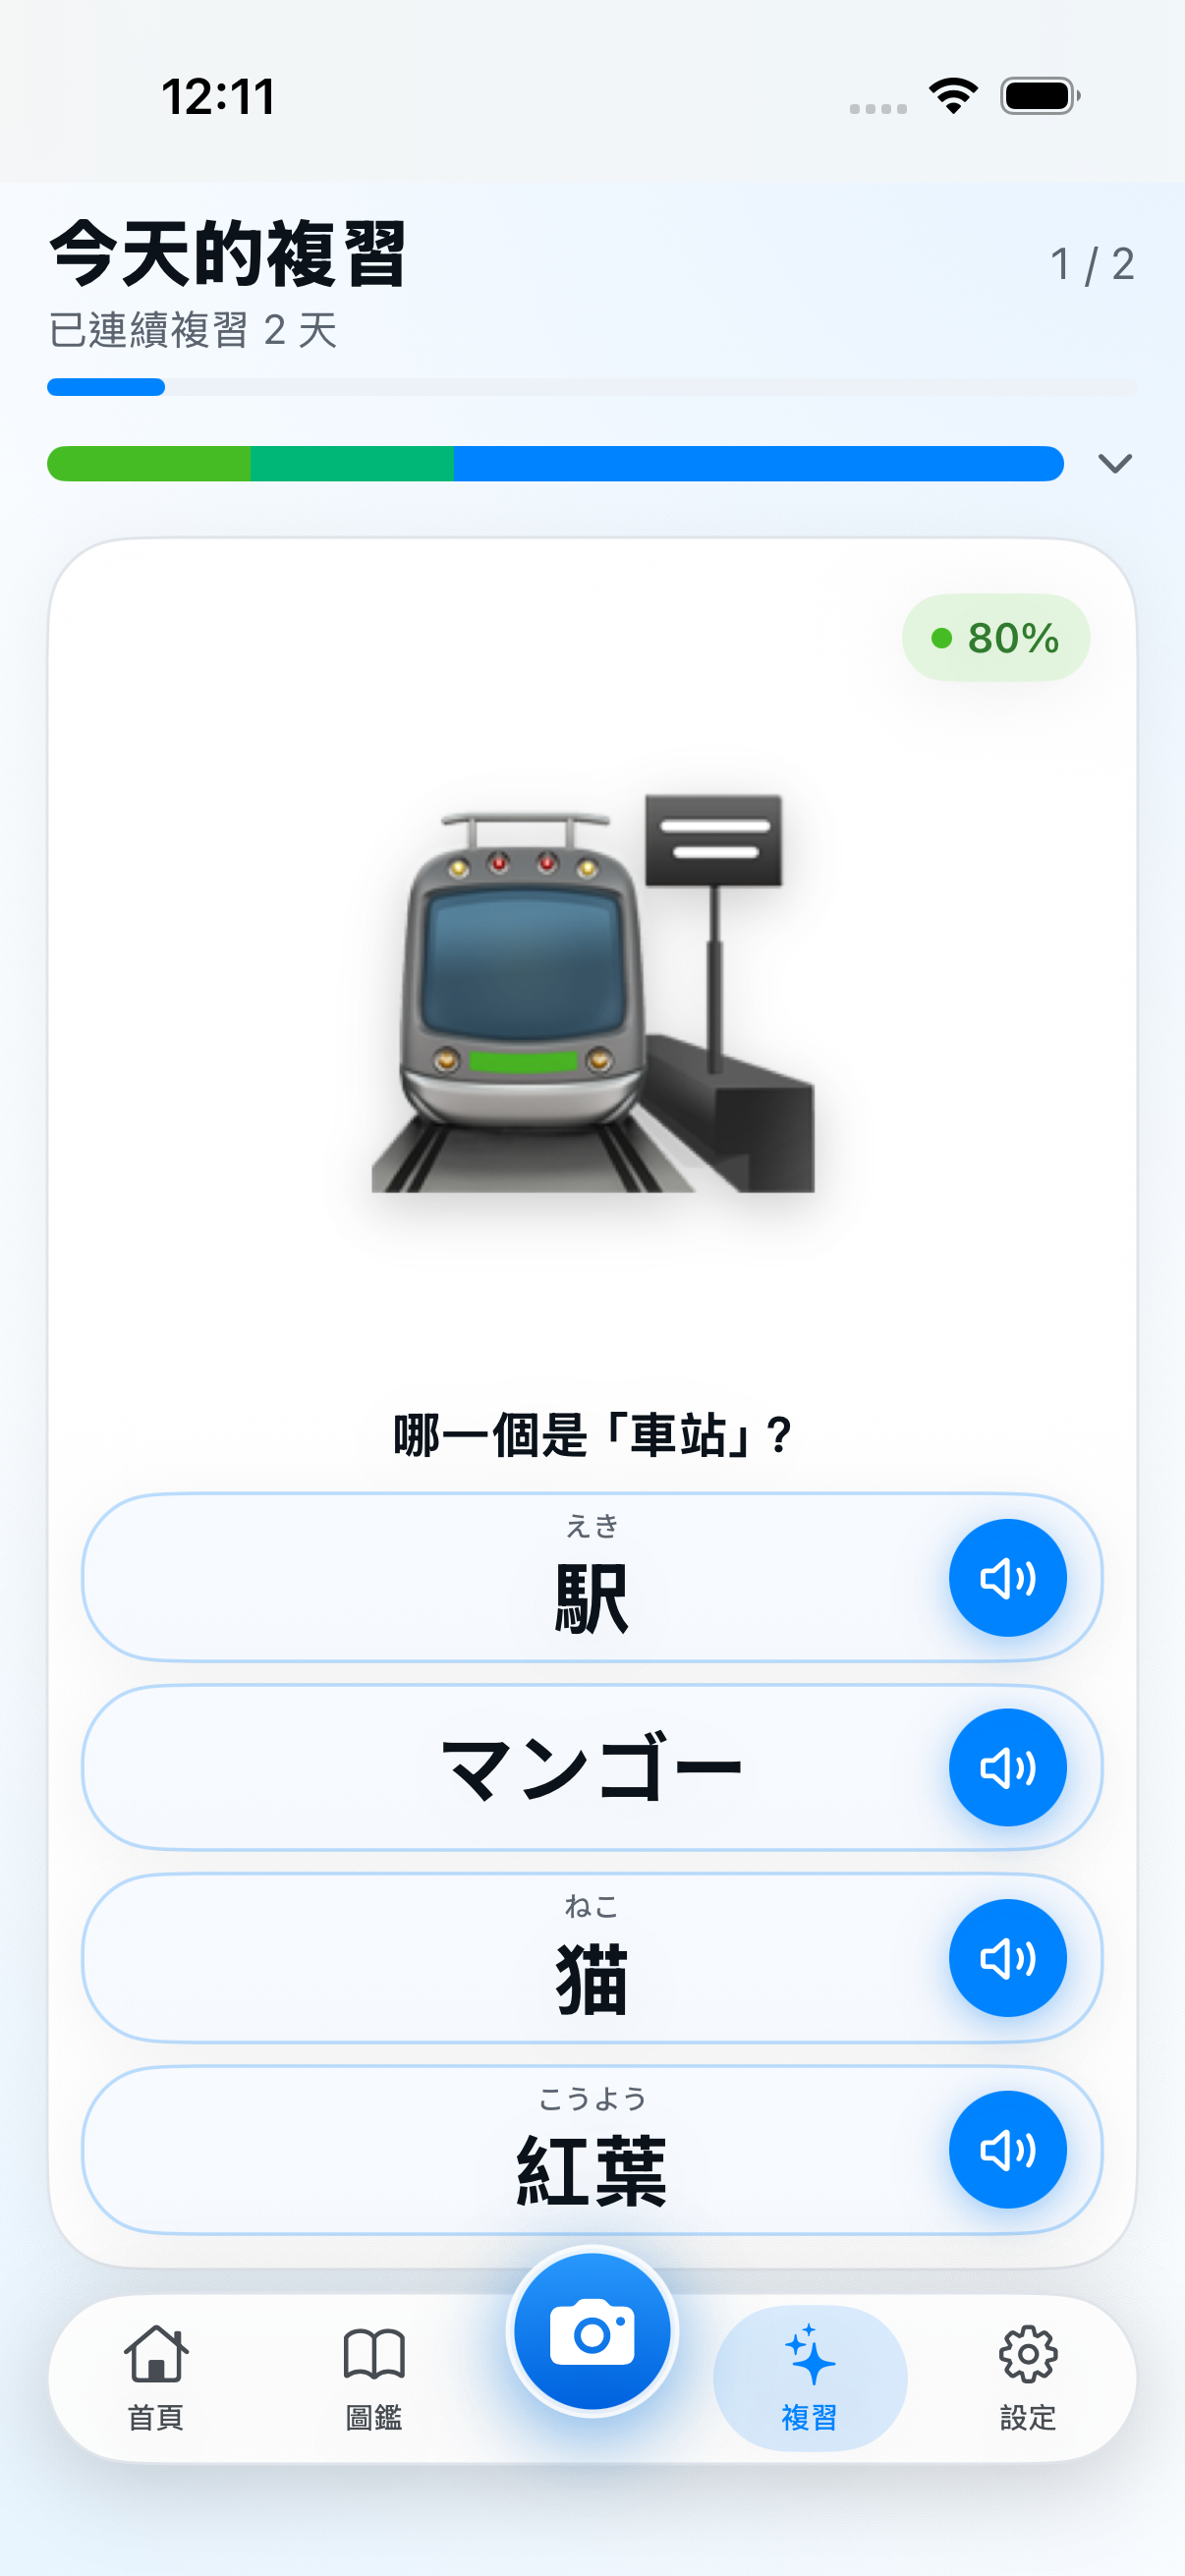 12:11
今天的複習
1 / 2
已連續複習 2 天
80%
哪一個是「車站」?
えき
駅
マンゴー
ねこ
猫
こうよう
紅葉
首頁
圖鑑
複習
設定